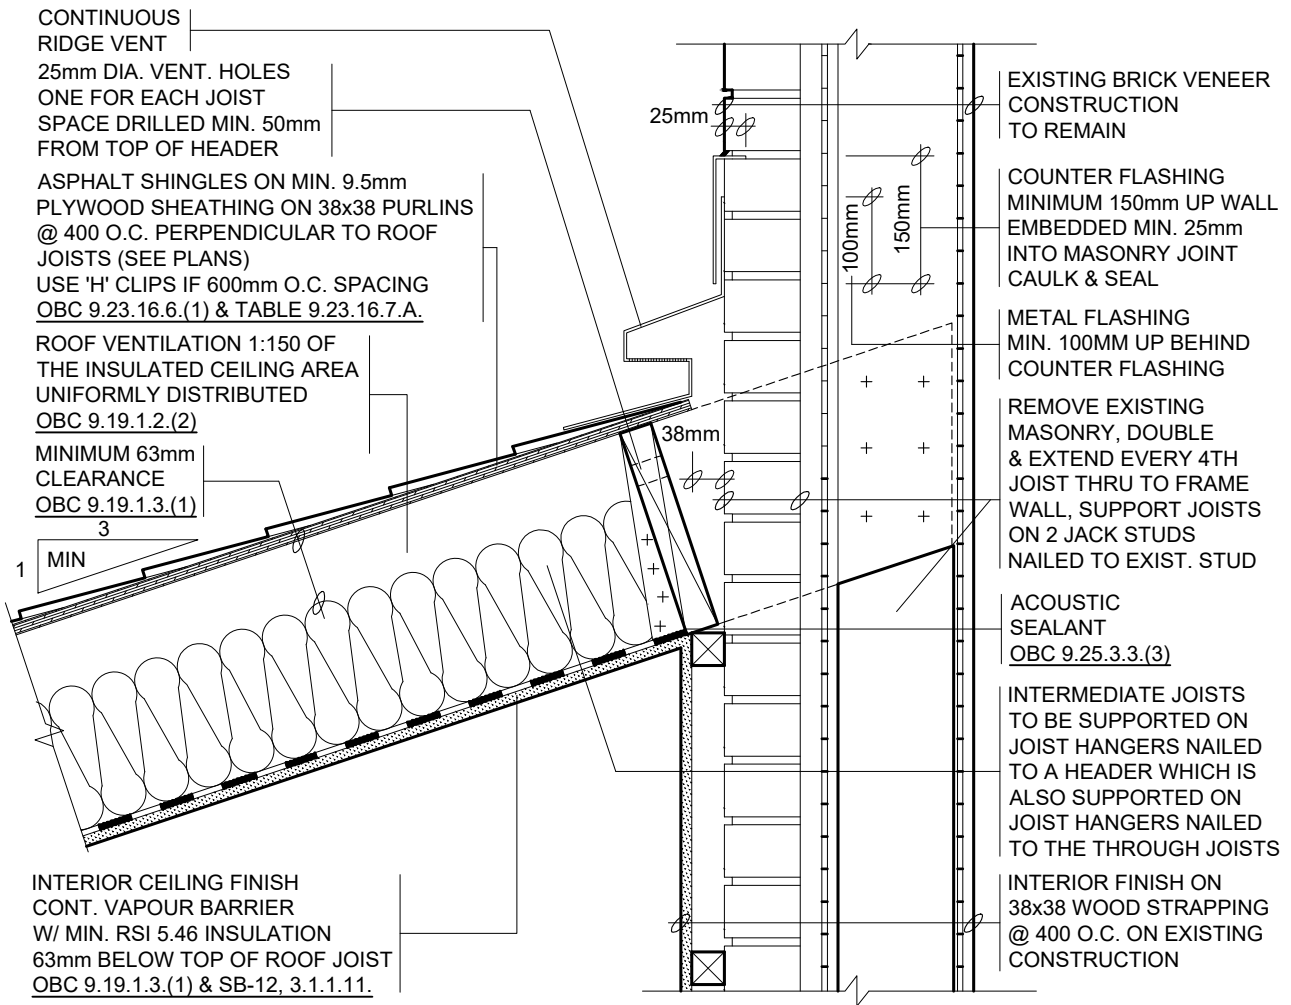 CONTINUOUS
RIDGE VENT
25mm DIA. VENT. HOLES
ONE FOR EACH JOIST
SPACE DRILLED MIN. 50mm
FROM TOP OF HEADER
ASPHALT SHINGLES ON MIN. 9.5mm
PLYWOOD SHEATHING ON 38x38 PURLINS
@ 400 O.C. PERPENDICULAR TO ROOF
JOISTS (SEE PLANS)
USE 'H' CLIPS IF 600mm O.C. SPACING
OBC 9.23.16.6.(1) & TABLE 9.23.16.7.A.
ROOF VENTILATION 1:150 OF
THE INSULATED CEILING AREA
UNIFORMLY DISTRIBUTED
OBC 9.19.1.2.(2)
MINIMUM 63mm
CLEARANCE
OBC 9.19.1.3.(1)
3
1
MIN
INTERIOR CEILING FINISH
CONT. VAPOUR BARRIER
W/ MIN. RSI 5.46 INSULATION
63mm BELOW TOP OF ROOF JOIST
OBC 9.19.1.3.(1) & SB-12, 3.1.1.11.
25mm
38mm
100mm
150mm
EXISTING BRICK VENEER
CONSTRUCTION
TO REMAIN
COUNTER FLASHING
MINIMUM 150mm UP WALL
EMBEDDED MIN. 25mm
INTO MASONRY JOINT
CAULK & SEAL
METAL FLASHING
MIN. 100MM UP BEHIND
COUNTER FLASHING
REMOVE EXISTING
MASONRY, DOUBLE
& EXTEND EVERY 4TH
JOIST THRU TO FRAME
WALL, SUPPORT JOISTS
ON 2 JACK STUDS
NAILED TO EXIST. STUD
ACOUSTIC
SEALANT
OBC 9.25.3.3.(3)
INTERMEDIATE JOISTS
TO BE SUPPORTED ON
JOIST HANGERS NAILED
TO A HEADER WHICH IS
ALSO SUPPORTED ON
JOIST HANGERS NAILED
TO THE THROUGH JOISTS
INTERIOR FINISH ON
38x38 WOOD STRAPPING
@ 400 O.C. ON EXISTING
CONSTRUCTION